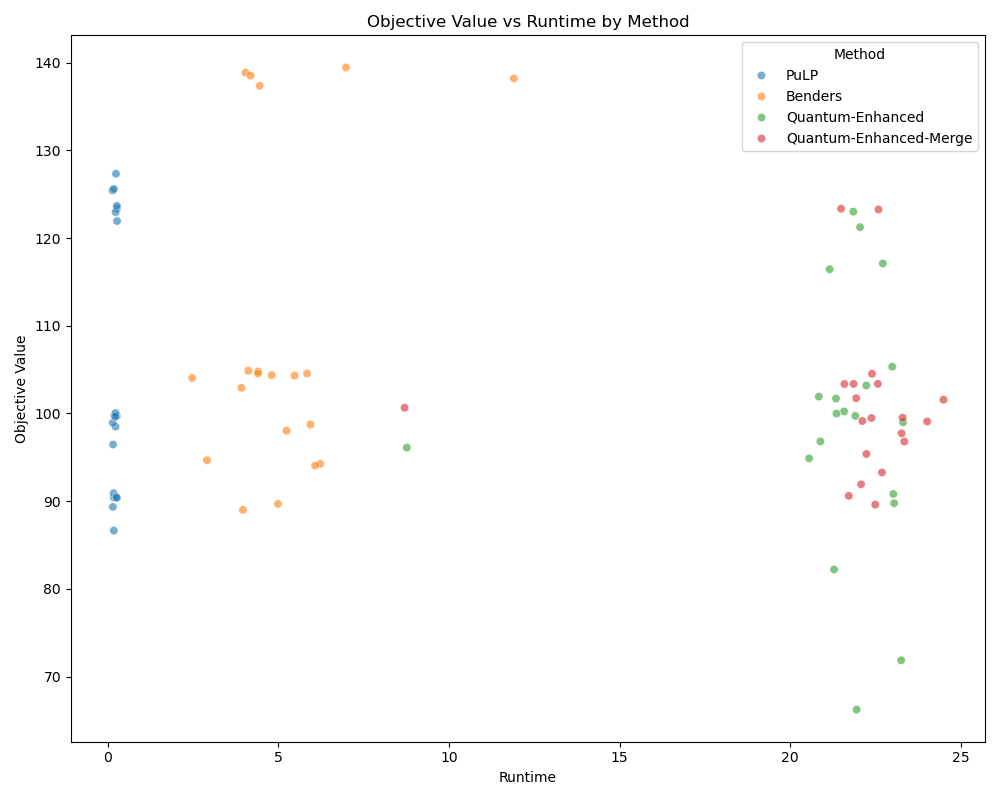 Objective Value vs Runtime by Method
Objective Value
140
130
120
110
100
90
80
70
Method
PuLP
Benders
Quantum-Enhanced
Quantum-Enhanced-Merge
0 5 10 15 20 25
Runtime